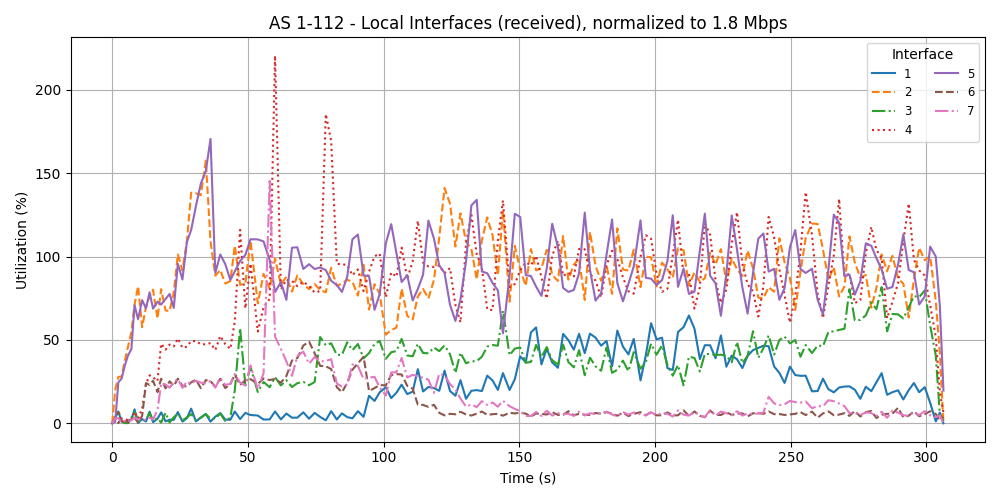 AS 1-112 - Local Interfaces (received), normalized to 1.8 Mbps
Utilization (%)
200
150
100
50
0
0 50 100 150 200 250 300
Time (s)
Interface
1 5
2 6
3 7
4